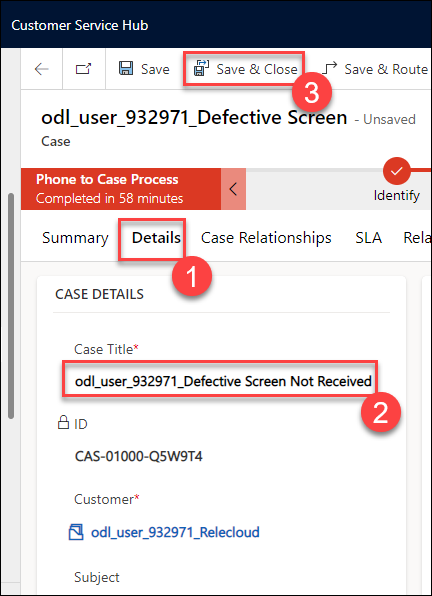 Customer Service Hub
Save Save & Close Save & Route
3
odl_user_932971_Defective Screen - Unsaved
Case
Phone to Case Process
Completed in 58 minutes
Identify
Summary Details Case Relationships SLA Rela
1
CASE DETAILS
Case Title*
odl_user_932971_Defective Screen Not Received
2
ID
CAS-01000-Q5W9T4
Customer*
odl_user_932971_Relecloud
Subject